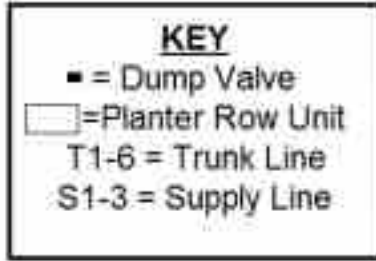 KEY
▪ = Dump Valve
=Planter Row Unit
T1-6 = Trunk Line
S1-3 = Supply Line